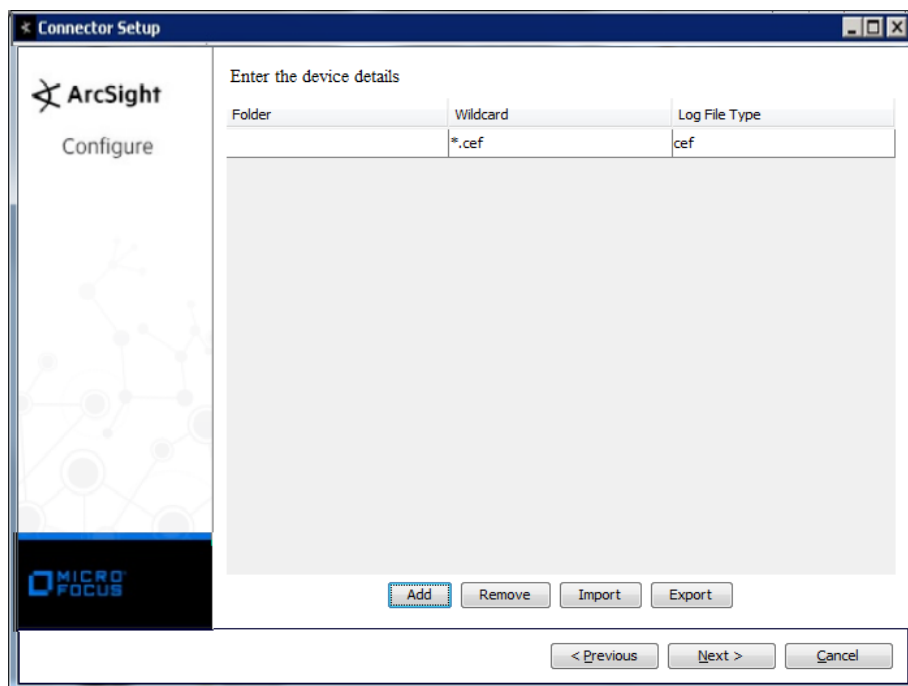 Connector Setup
ArcSight
Configure
Enter the device details
Folder Wildcard Log File Type
*.cef cef
MICRO
FOCUS
Add Remove Import Export
< Previous Next > Cancel